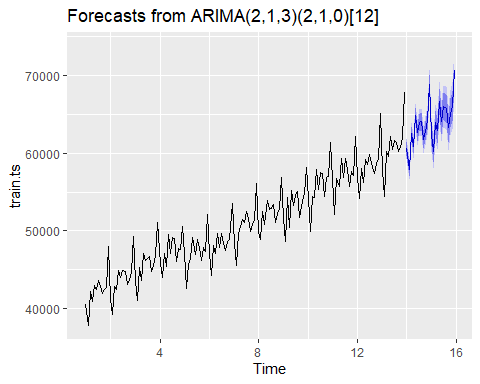 Forecasts from ARIMA(2,1,3)(2,1,0)[12]
70000
60000
50000
40000
train.ts
4
8
12
16
Time